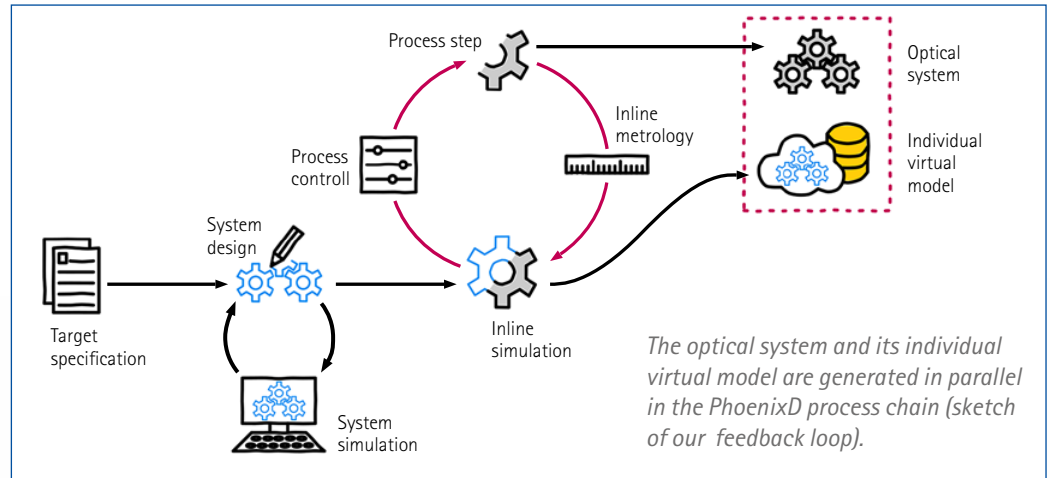 Process step
Optical
system
Inline
metrology
Process
controll
Individual
virtual
model
System
design
Target
specification
Inline
simulation
System
simulation
The optical system and its individual
virtual model are generated in parallel
in the PhoenixD process chain (sketch
of our feedback loop).